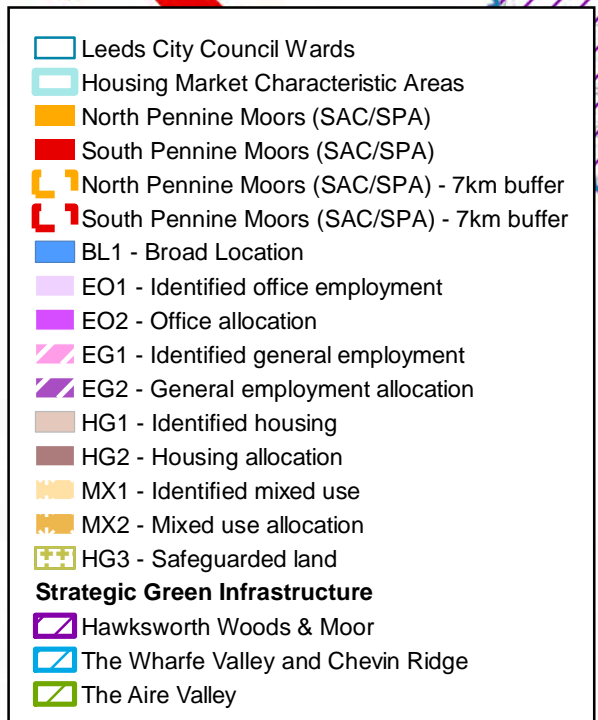 Leeds City Council Wards
Housing Market Characteristic Areas
North Pennine Moors (SAC/SPA)
South Pennine Moors (SAC/SPA)
North Pennine Moors (SAC/SPA) - 7km buffer
South Pennine Moors (SAC/SPA) - 7km buffer
BL1 - Broad Location
EO1 - Identified office employment
EO2 - Office allocation
EG1 - Identified general employment
EG2 - General employment allocation
HG1 - Identified housing
HG2 - Housing allocation
MX1 - Identified mixed use
MX2 - Mixed use allocation
HG3 - Safeguarded land
Strategic Green Infrastructure
Hawksworth Woods & Moor
The Wharfe Valley and Chevin Ridge
The Aire Valley